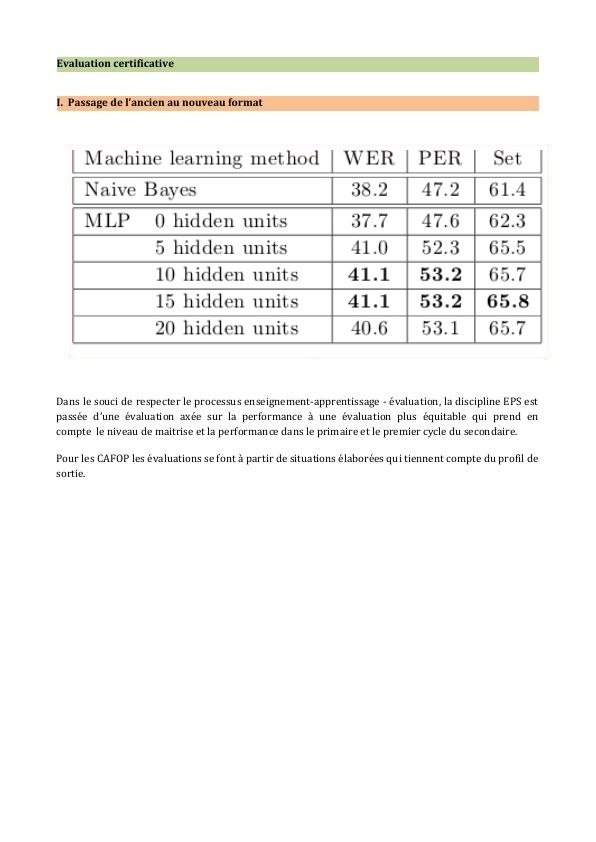 Evaluation certificative
I. Passage de l'ancien au nouveau format
Machine learning method WER PER Set
Naive Bayes 38.2 47.2 61.4
MLP 0 hidden units 37.7 47.6 62.3
5 hidden units 41.0 52.3 65.5
10 hidden units 41.1 53.2 65.7
15 hidden units 41.1 53.2 65.8
20 hidden units 40.6 53.1 65.7
Dans le souci de respecter le processus enseignement-apprentissage - évaluation, la discipline EPS est
passée d'une évaluation axée sur la performance à une évaluation plus équitable qui prend en
compte le niveau de maitrise et la performance dans le primaire et le premier cycle du secondaire.
Pour les CAFOP les évaluations se font à partir de situations élaborées qui tiennent compte du profil de
sortie.